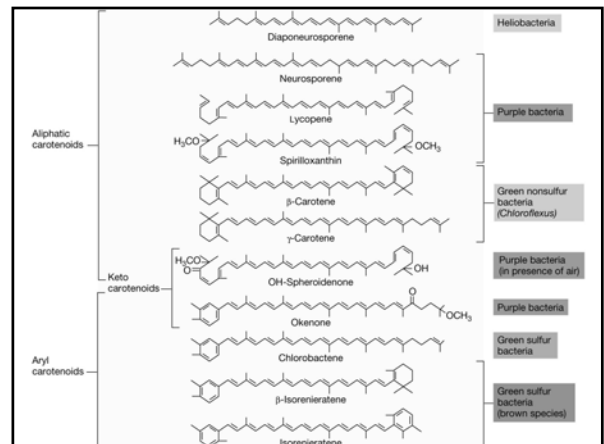 Diaponeurosporene
Heliobacteria
Neurosporene
Lycopene
Purple bacteria
Aliphatic
carotenoids
H₃CO
OCH₃
Spirilloxanthin
β-Carotene
Green nonsulfur
bacteria
(Chloroflexus)
γ-Carotene
H₃CO
O
OH
Purple bacteria
(in presence of air)
Keto
carotenoids
OH-Spheroidenone
O
OCH₃
Purple bacteria
Okenone
Chlorobactene
Green sulfur
bacteria
Aryl
carotenoids
β-Isorenieratene
Green sulfur
bacteria
(brown species)
Isorenieratene